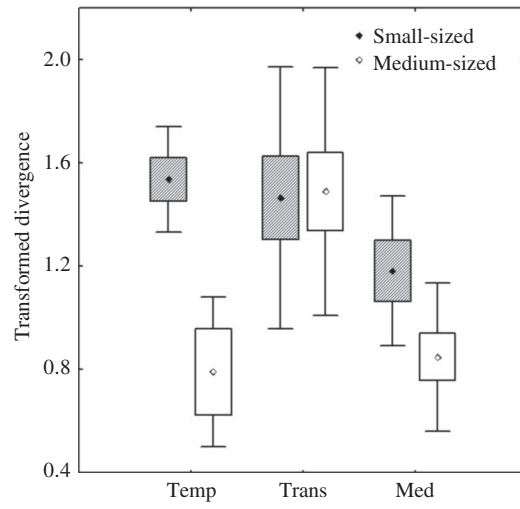 Transformed divergence
2.0
1.6
1.2
0.8
0.4
Small-sized
Medium-sized
Temp Trans Med